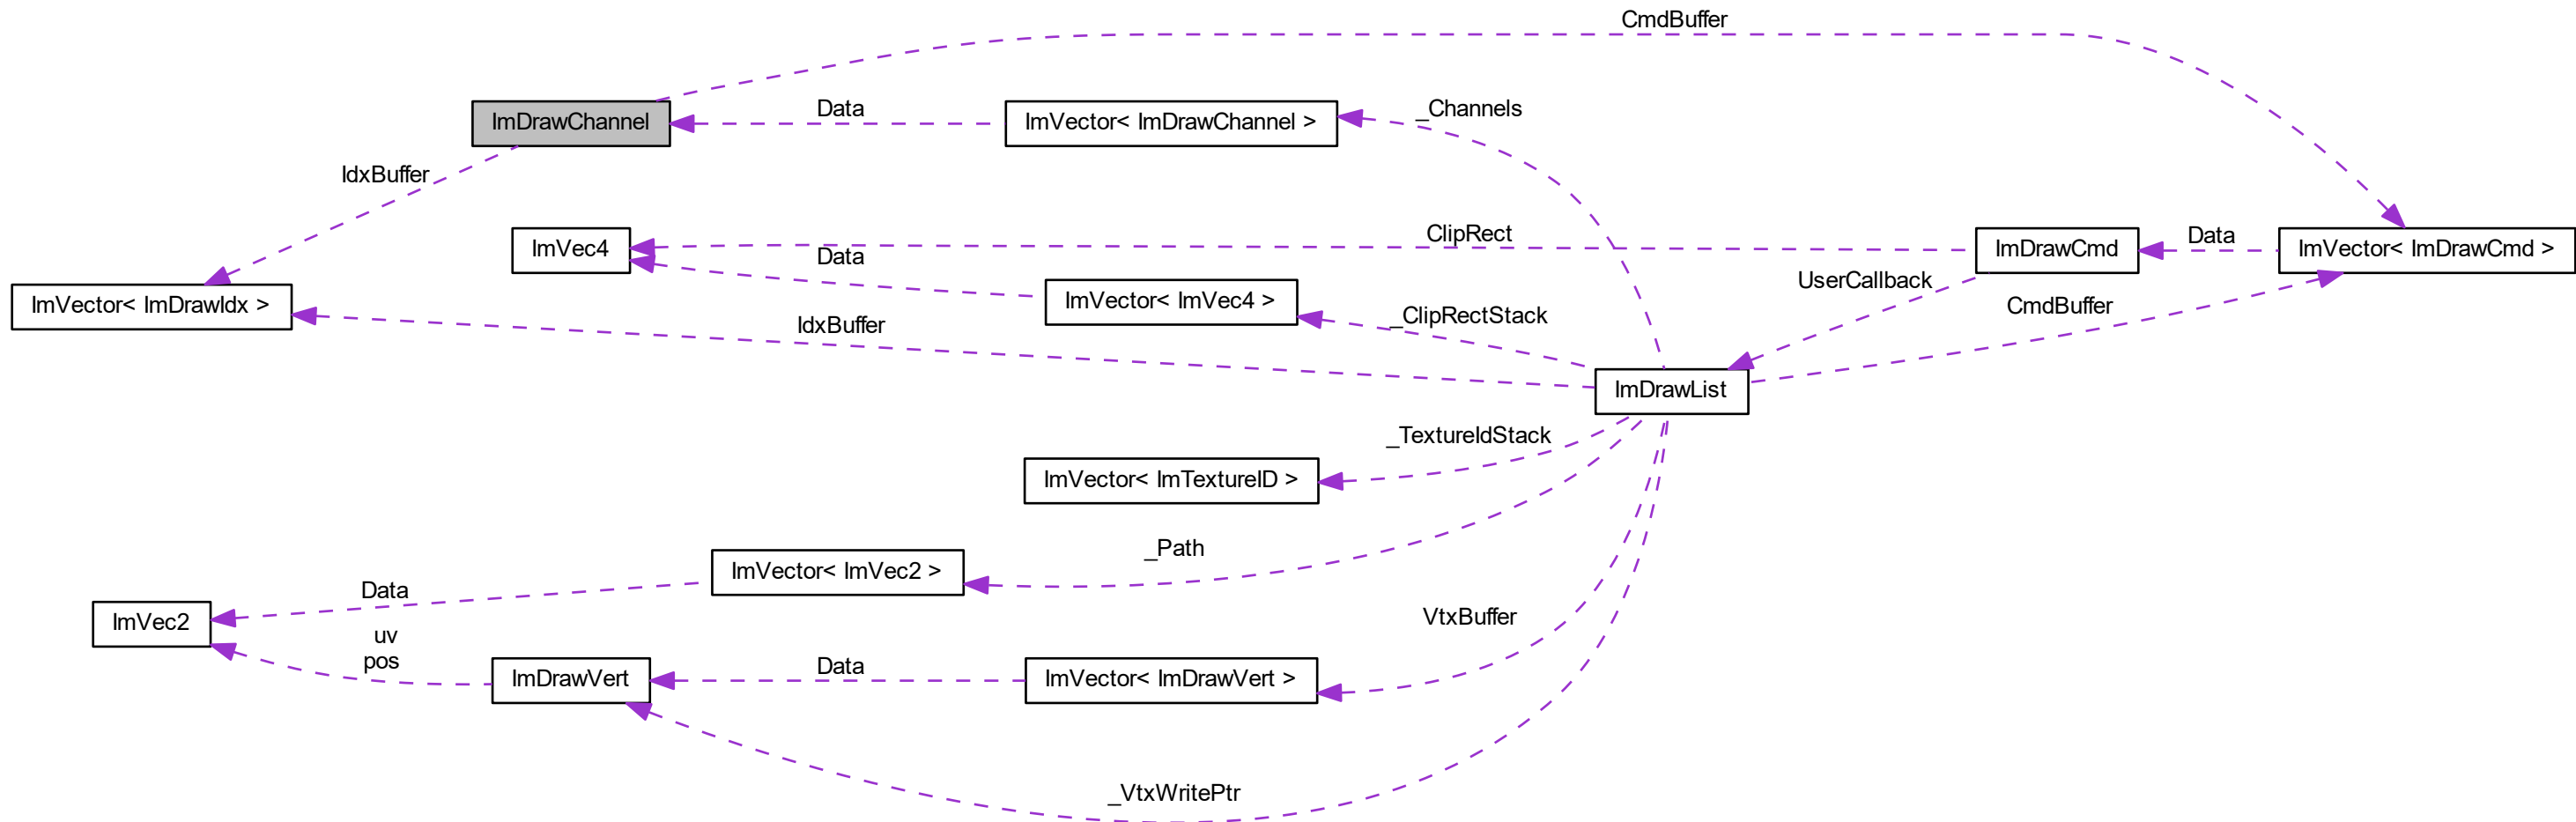 CmdBuffer
ImDrawChannel
Data
ImVector< ImDrawChannel >
_Channels
IdxBuffer
ImVec4
ClipRect
ImDrawCmd
Data
ImVector< ImDrawCmd >
Data
ImVector< ImVec4 >
UserCallback
CmdBuffer
ImVector< ImDrawIdx >
IdxBuffer
_ClipRectStack
ImDrawList
_TextureIdStack
ImVector< ImTextureID >
_Path
ImVector< ImVec2 >
Data
ImVec2
VtxBuffer
uv
pos
ImDrawVert
Data
ImVector< ImDrawVert >
_VtxWritePtr